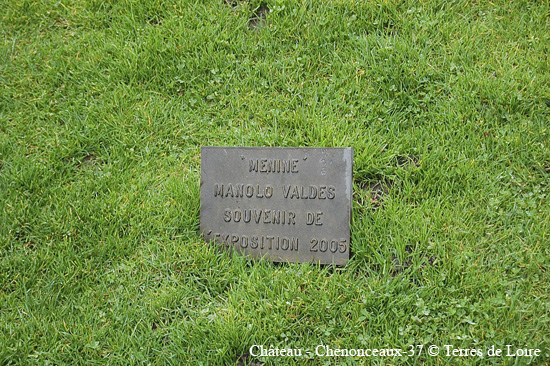 "MENINE"
MANOLO VALDES
SOUVENIR DE
L'EXPOSITION 2005
Château - Chenonceaux-37 © Terres de Loire